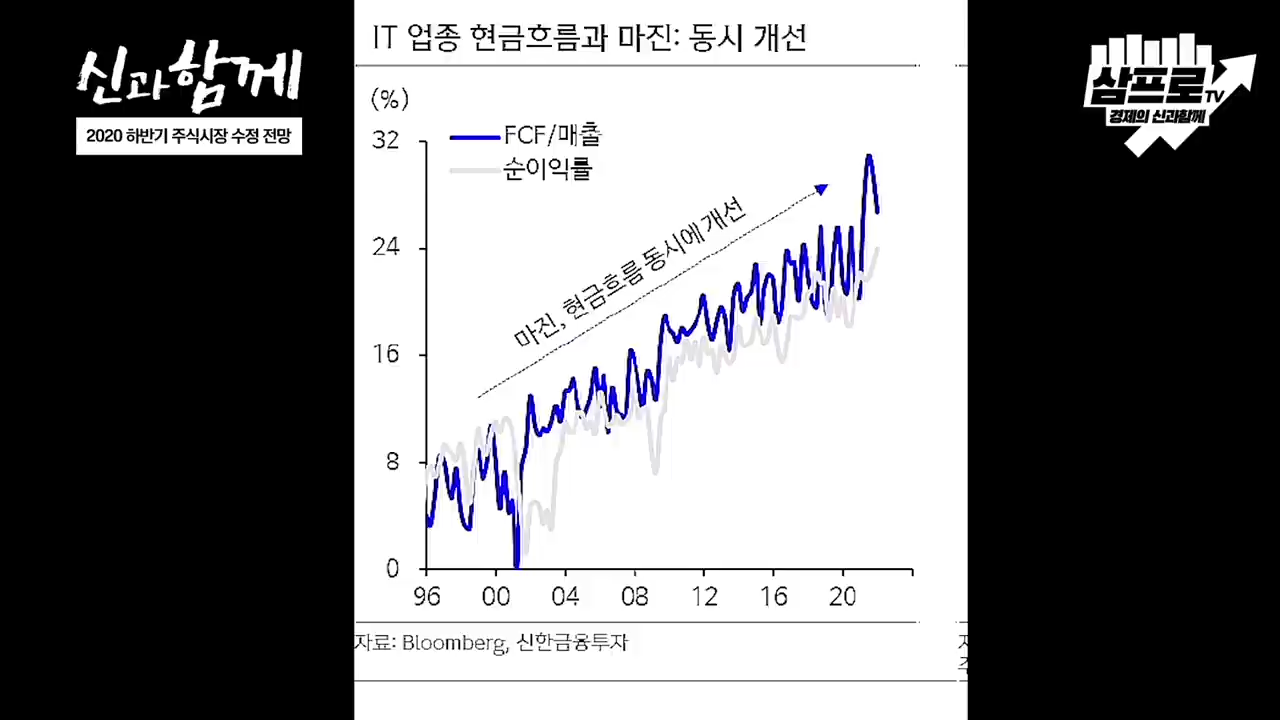 신과함께
2020 하반기 주식시장 수정 전망
삼프로TV
경제의 신과함께
IT 업종 현금흐름과 마진: 동시 개선
(%)
FCF/매출
순이익률
마진, 현금흐름 동시에 개선
32
24
16
8
0
96 00 04 08 12 16 20
자료: Bloomberg, 신한금융투자